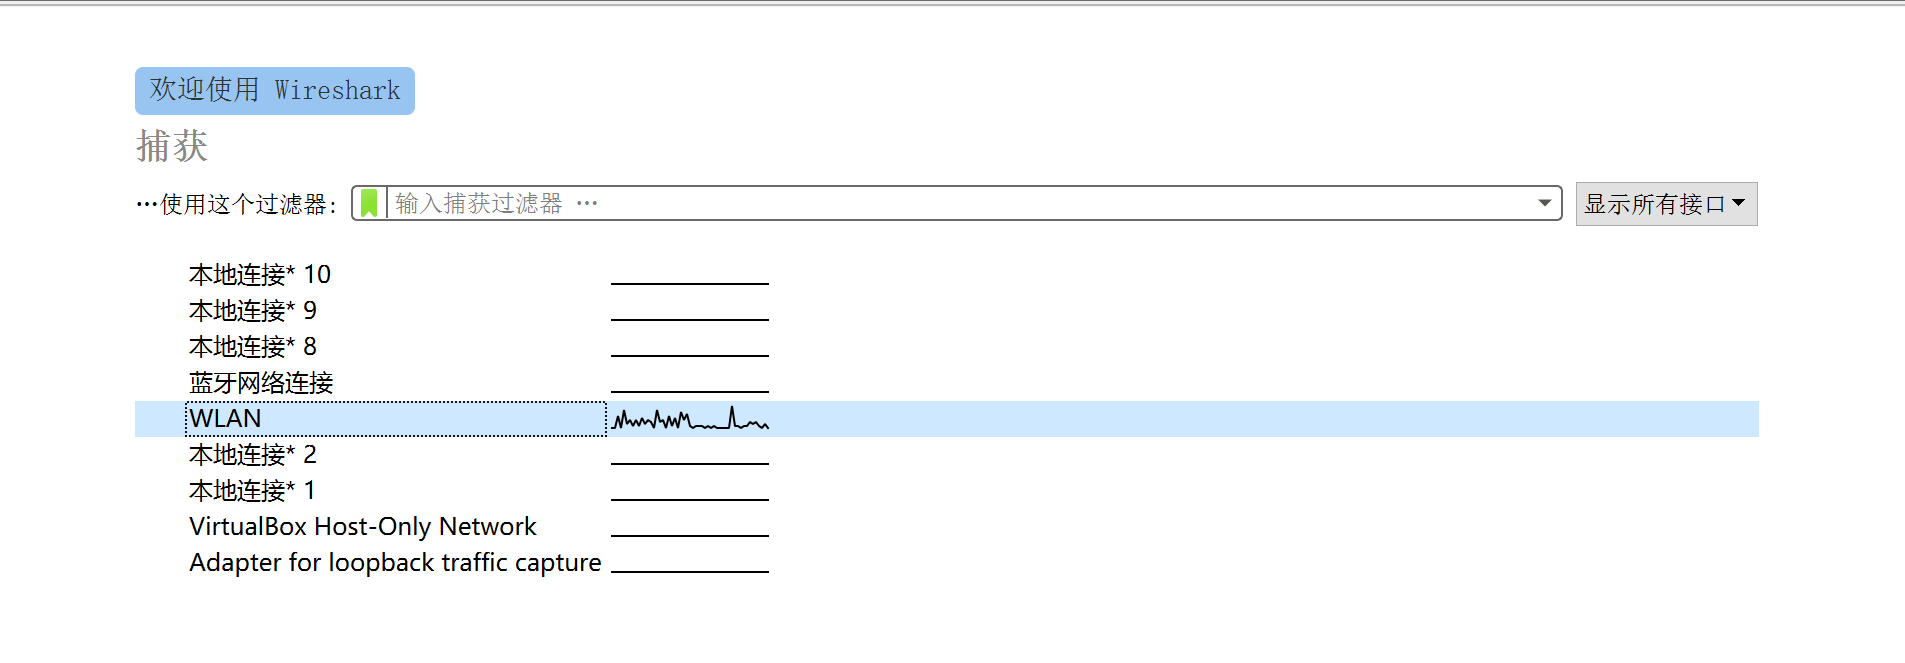 欢迎使用 Wireshark
捕获
…使用这个过滤器: 输入捕获过滤器 … 显示所有接口
本地连接* 10
本地连接* 9
本地连接* 8
蓝牙网络连接
WLAN
本地连接* 2
本地连接* 1
VirtualBox Host-Only Network
Adapter for loopback traffic capture